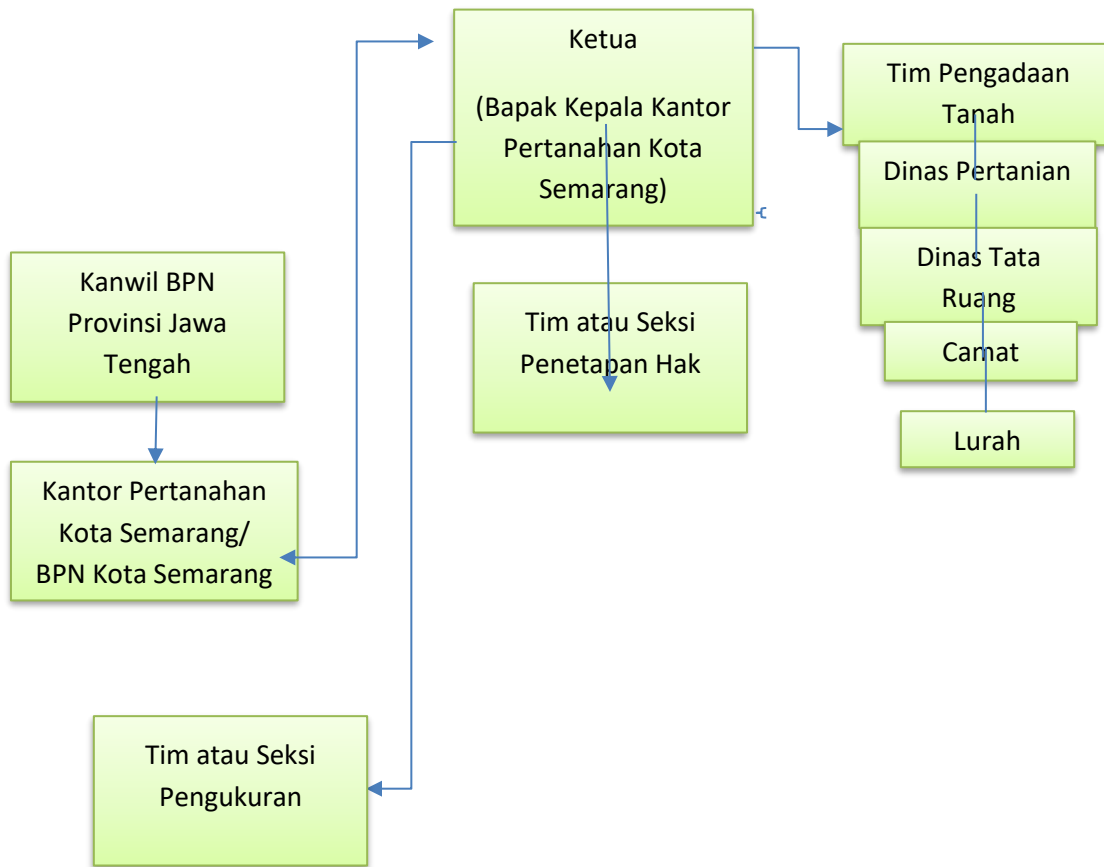 Ketua
(Bapak Kepala Kantor
Pertanahan Kota
Semarang)
Tim Pengadaan
Tanah
Dinas Pertanian
Dinas Tata
Ruang
Camat
Lurah
Kanwil BPN
Provinsi Jawa
Tengah
Tim atau Seksi
Penetapan Hak
Kantor Pertanahan
Kota Semarang/
BPN Kota Semarang
Tim atau Seksi
Pengukuran